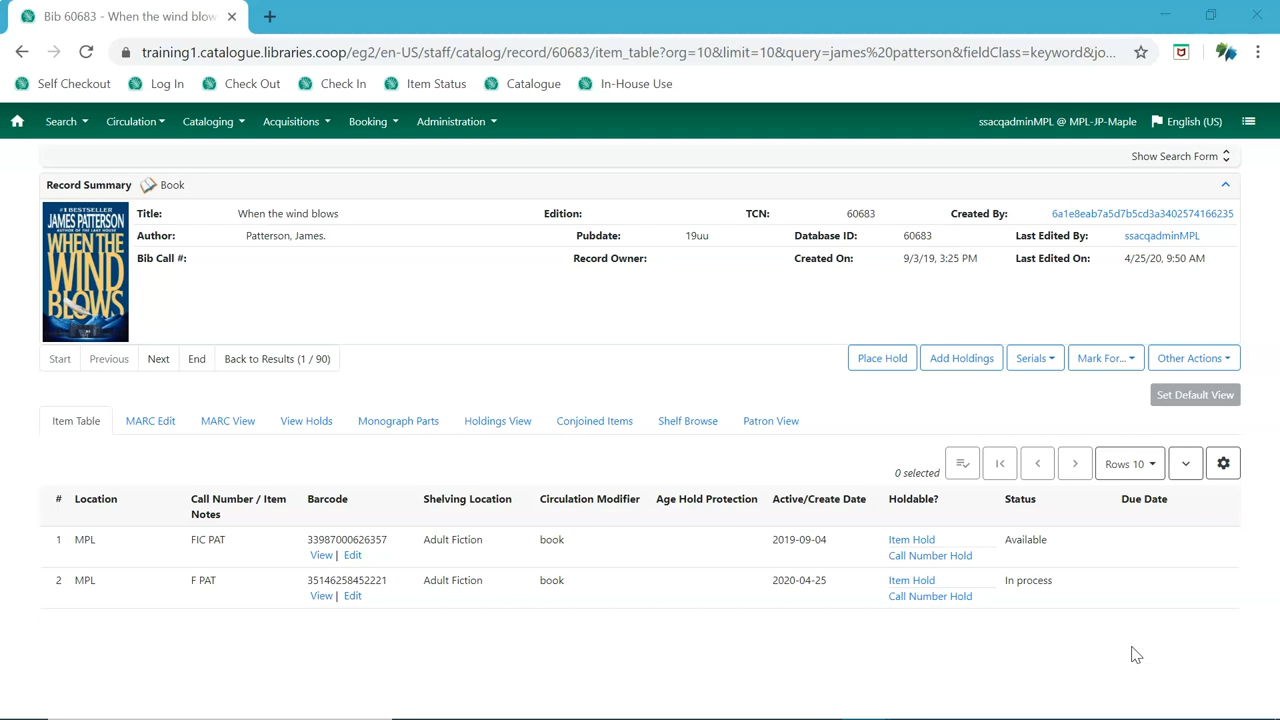 Bib 60683 - When the wind blow
training1.catalogue.libraries.coop/eg2/en-US/staff/catalog/record/60683/item_table?org=10&limit=10&query=james%20patterson&fieldClass=keyword&jo...
Self Checkout Log In Check Out Check In Item Status Catalogue In-House Use
Search Circulation Cataloging Acquisitions Booking Administration ssacqadminMPL @ MPL-JP-Maple English (US)
Show Search Form
Record Summary Book
#1 BESTSELLER
JAMES PATTERSON
WHEN
THE
WIND
BLOWS
Title: When the wind blows Edition: TCN: 60683 Created By: 6a1e8eab7a5d7b5cd3a3402574166235
Author: Patterson, James. Pubdate: 19uu Database ID: 60683 Last Edited By: ssacqadminMPL
Bib Call #: Record Owner: Created On: 9/3/19, 3:25 PM Last Edited On: 4/25/20, 9:50 AM
Start Previous Next End Back to Results (1 / 90) Place Hold Add Holdings Serials Mark For... Other Actions
Set Default View
Item Table MARC Edit MARC View View Holds Monograph Parts Holdings View Conjoined Items Shelf Browse Patron View
0 selected Rows 10
# Location Call Number / Item Notes Barcode Shelving Location Circulation Modifier Age Hold Protection Active/Create Date Holdable? Status Due Date
1 MPL FIC PAT 33987000626357 Adult Fiction book 2019-09-04 Item Hold Available
View | Edit Call Number Hold
2 MPL F PAT 35146258452221 Adult Fiction book 2020-04-25 Item Hold In process
View | Edit Call Number Hold